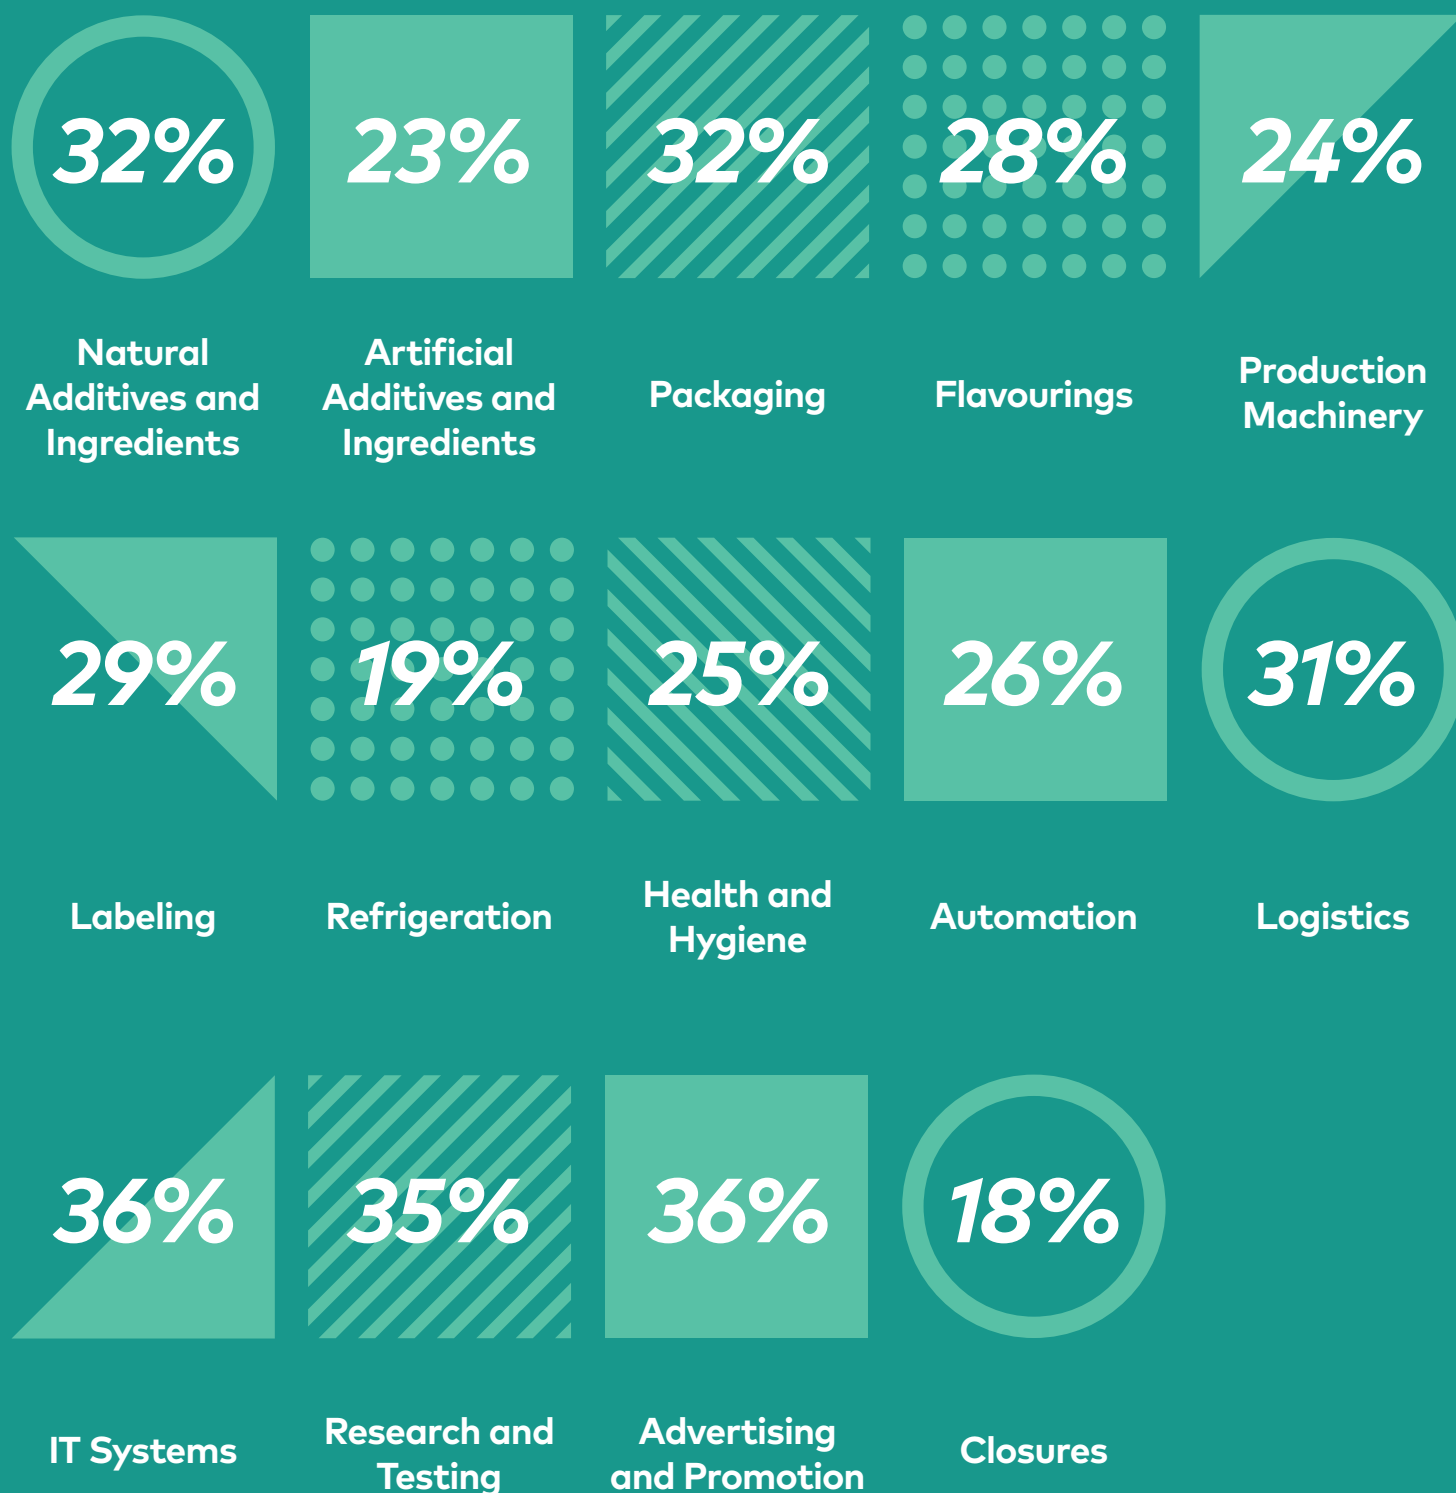 32%
23%
32%
28%
24%
Natural
Additives and
Ingredients
Artificial
Additives and
Ingredients
Packaging
Flavourings
Production
Machinery
29%
19%
25%
26%
31%
Labeling
Refrigeration
Health and
Hygiene
Automation
Logistics
36%
35%
36%
18%
IT Systems
Research and
Testing
Advertising
and Promotion
Closures